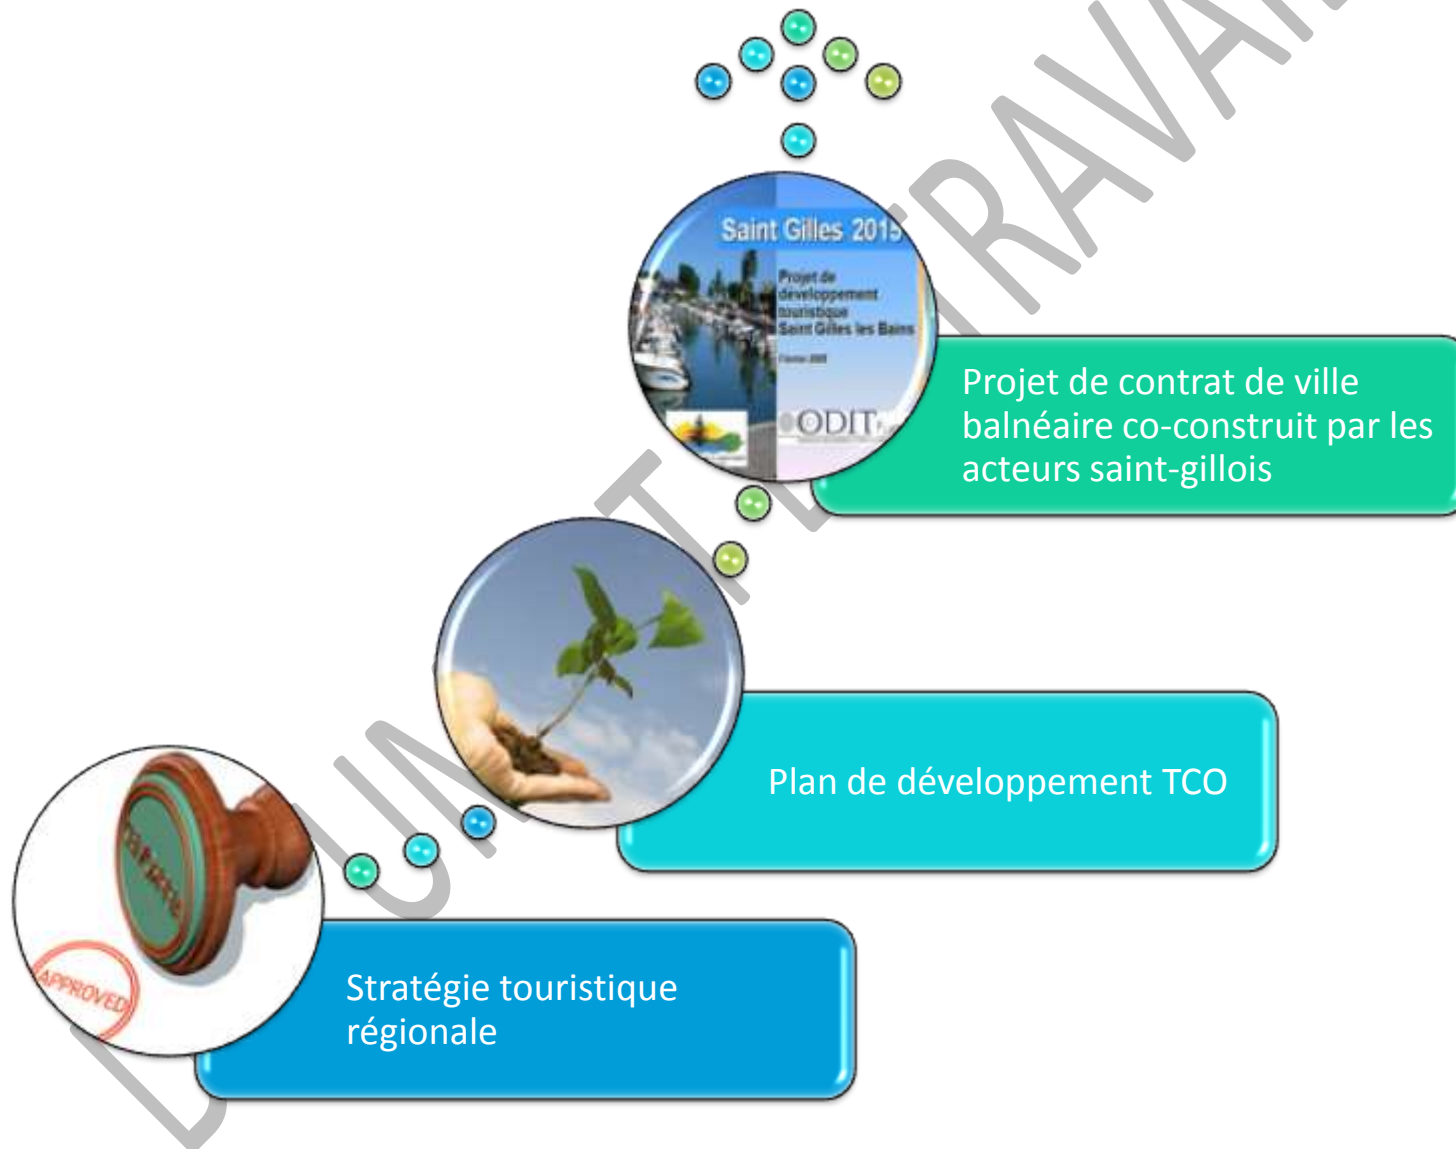 Saint Gilles 2015
Projet de
développement
touristique
Saint Gilles les Bains
ODIT
Projet de contrat de ville
balnéaire co-construit par les
acteurs saint-gillois
Plan de développement TCO
APPROVED
Stratégie touristique
régionale